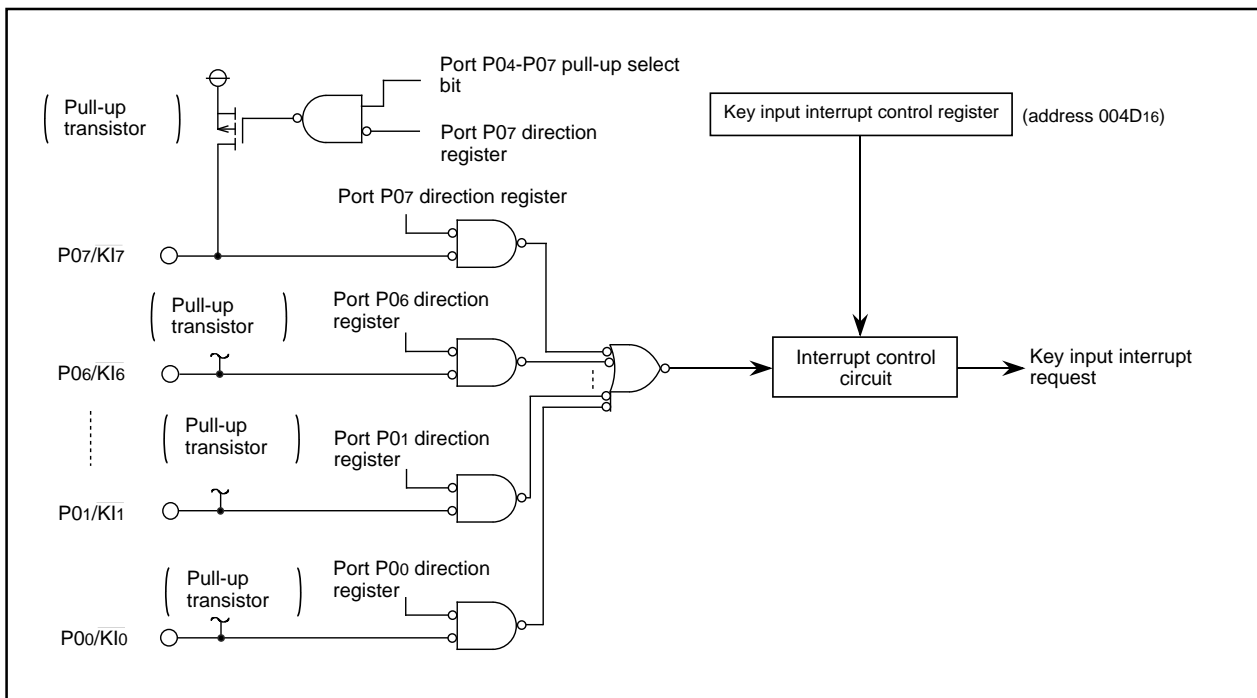 Port P04-P07 pull-up select
bit
( Pull-up
transistor )
Port P07 direction
register
Key input interrupt control register
(address 004D16)
Port P07 direction register
P07/KI7
( Pull-up
transistor )
Port P06 direction
register
P06/KI6
Interrupt control
circuit
Key input interrupt
request
( Pull-up
transistor )
Port P01 direction
register
P01/KI1
( Pull-up
transistor )
Port P00 direction
register
P00/KI0